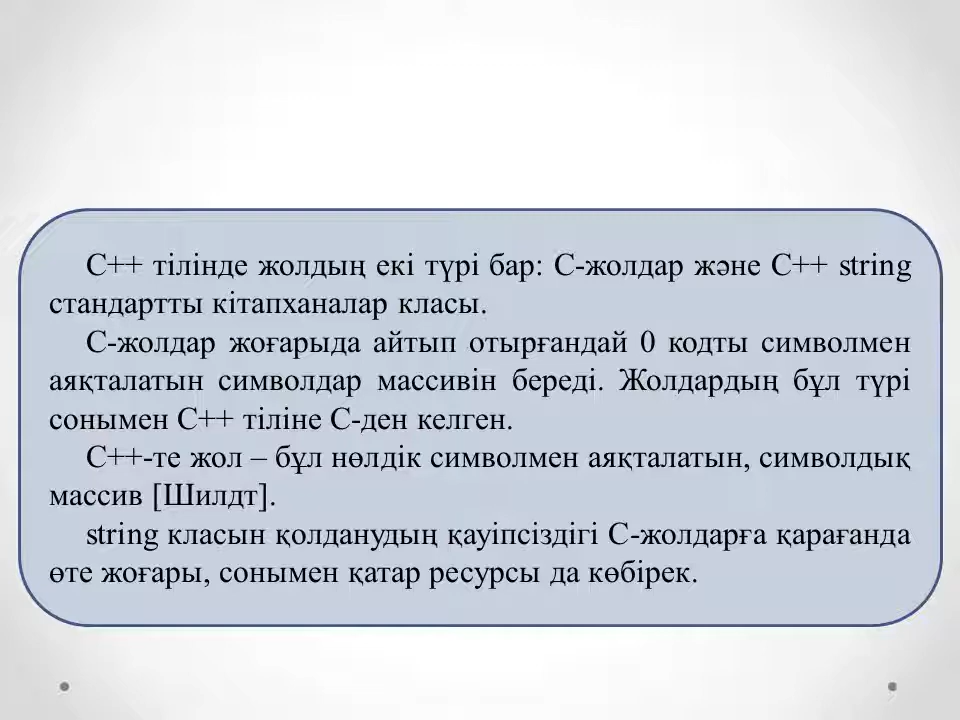 С++ тілінде жолдың екі түрі бар: С-жолдар және С++ string
стандартты кітапханалар класы.
С-жолдар жоғарыда айтып отырғандай 0 кодты символмен
аяқталатын символдар массивін береді. Жолдардың бұл түрі
сонымен С++ тіліне С-ден келген.
С++-те жол – бұл нөлдік символмен аяқталатын, символдық
массив [Шилдт].
string класын қолданудың қауіпсіздігі С-жолдарға қарағанда
өте жоғары, сонымен қатар ресурсы да көбірек.